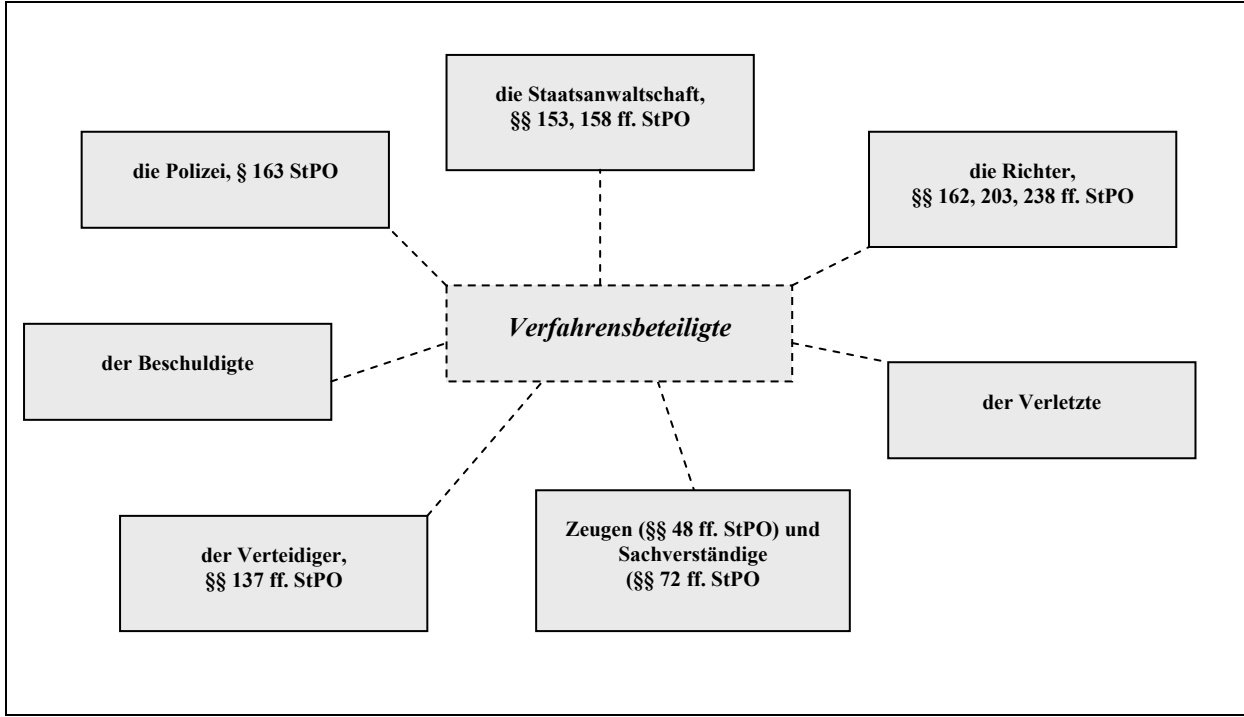 die Staatsanwaltschaft,
§§ 153, 158 ff. StPO
die Polizei, § 163 StPO
die Richter,
§§ 162, 203, 238 ff. StPO
Verfahrensbeteiligte
der Beschuldigte
der Verletzte
der Verteidiger,
§§ 137 ff. StPO
Zeugen (§§ 48 ff. StPO) und
Sachverständige
(§§ 72 ff. StPO